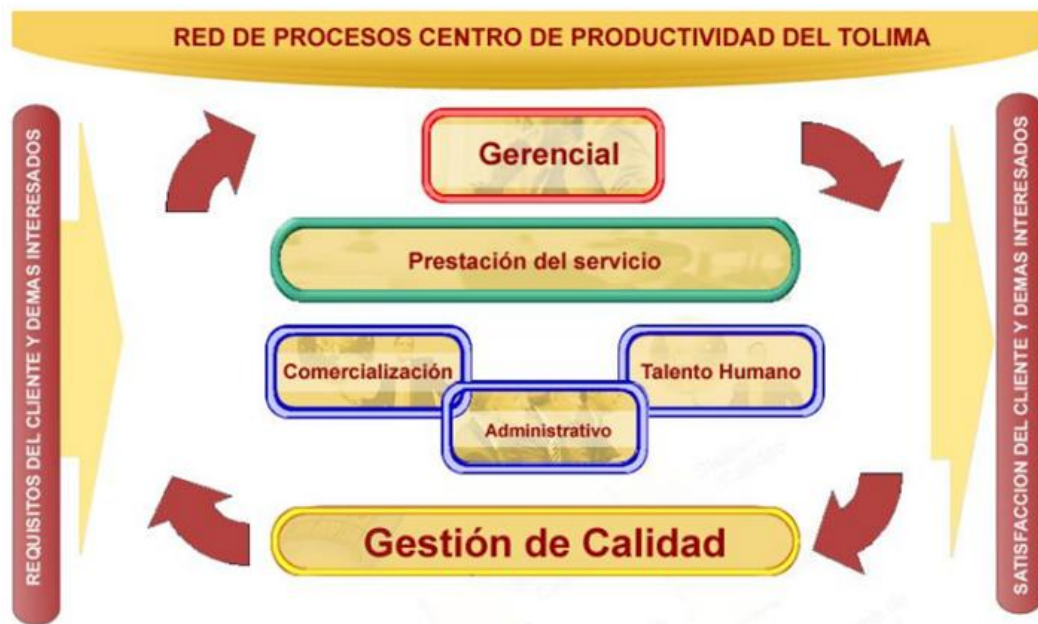 RED DE PROCESOS CENTRO DE PRODUCTIVIDAD DEL TOLIMA
REQUISITOS DEL CLIENTE Y DEMAS INTERESADOS
Gerencial
Prestación del servicio
Comercialización
Talento Humano
Administrativo
Gestión de Calidad
SATISFACCION DEL CLIENTE Y DEMAS INTERESADOS